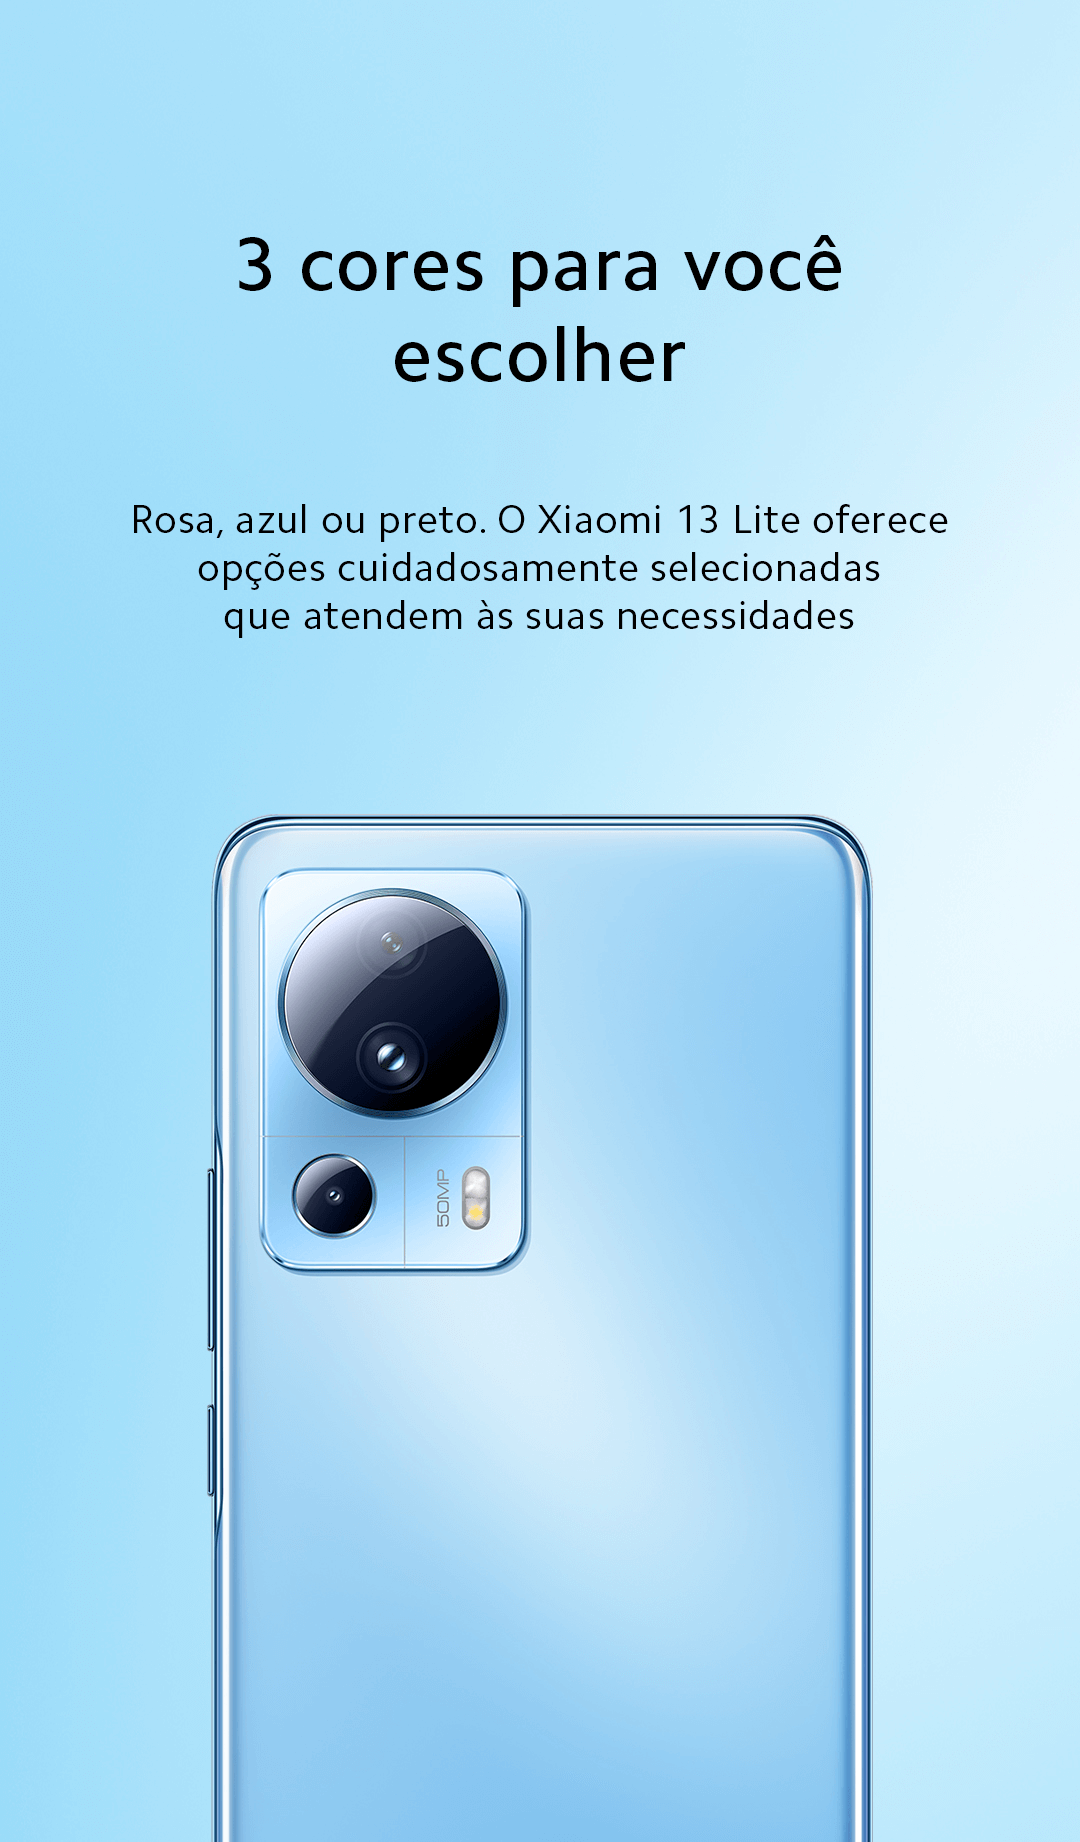 3 cores para você
escolher
Rosa, azul ou preto. O Xiaomi 13 Lite oferece
opções cuidadosamente selecionadas
que atendem às suas necessidades
50MP